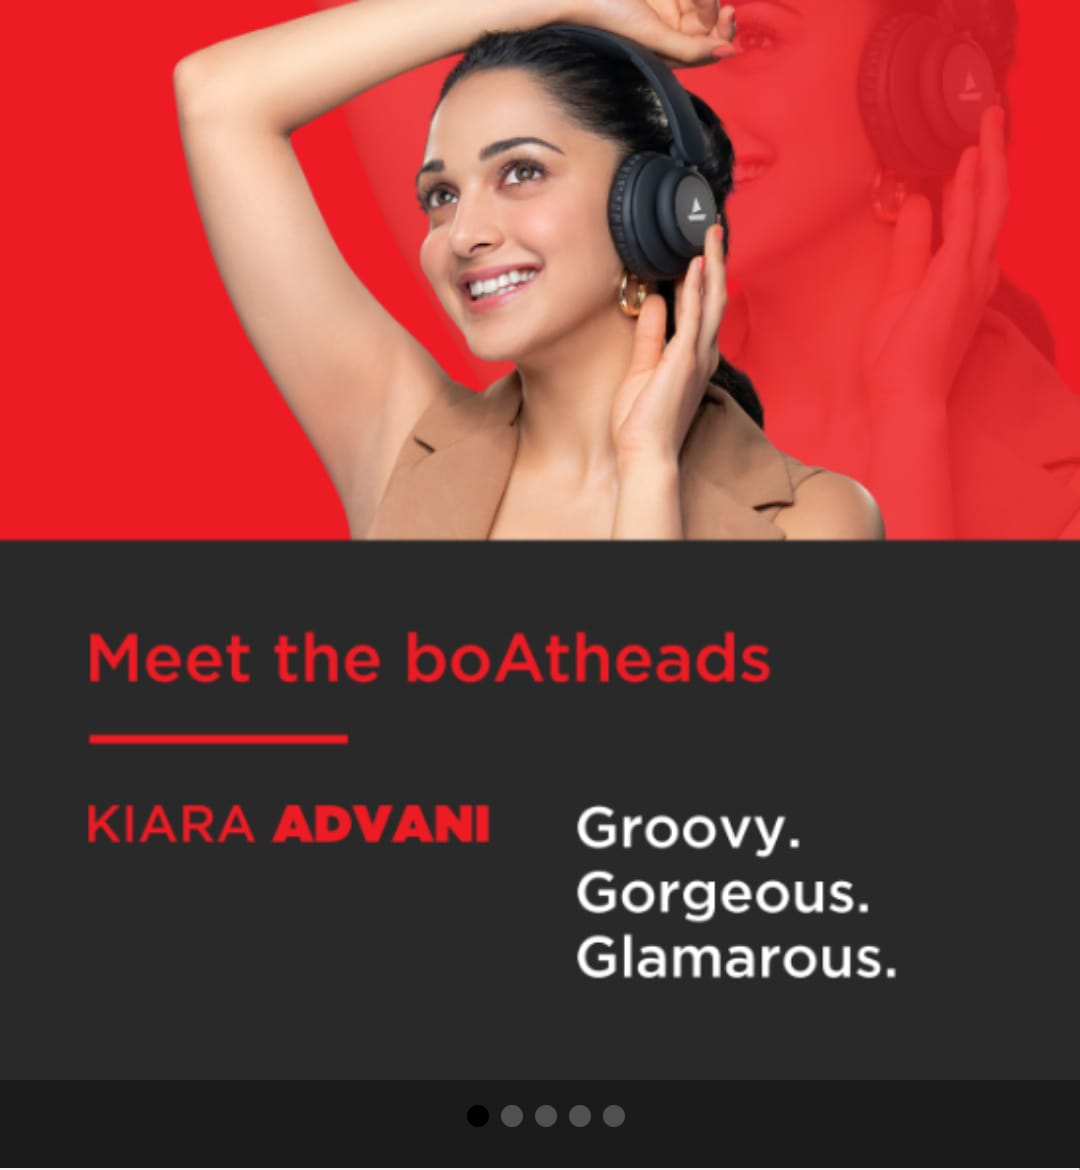 Meet the boAtheads
KIARA ADVANI
Groovy.
Gorgeous.
Glamarous.